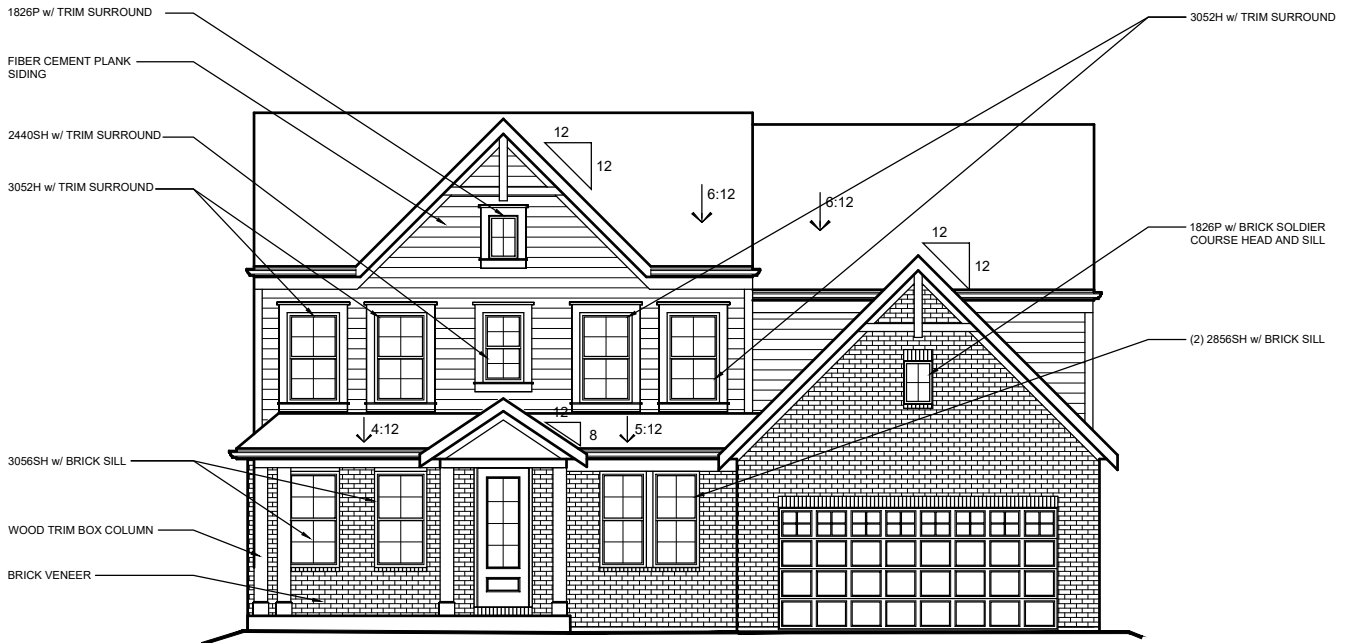 1826P w/ TRIM SURROUND
FIBER CEMENT PLANK
SIDING
2440SH w/ TRIM SURROUND
3052H w/ TRIM SURROUND
3056SH w/ BRICK SILL
WOOD TRIM BOX COLUMN
BRICK VENEER
12
12
6:12
6:12
12
12
12
8
4:12
5:12
3052H w/ TRIM SURROUND
1826P w/ BRICK SOLDIER
COURSE HEAD AND SILL
(2) 2856SH w/ BRICK SILL